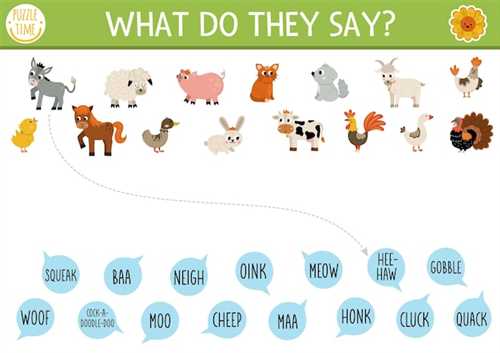 PUZZLE
TIME
WHAT DO THEY SAY?
SQUEAK
BAA
NEIGH
OINK
MEOW
HEE-
HAW
GOBBLE
WOOF
COCK-A-
DOODLE-DOO
MOO
CHEEP
MAA
HONK
CLUCK
QUACK